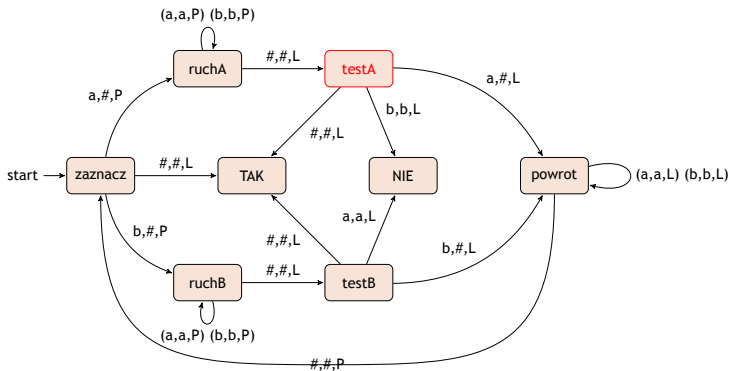 (a,a,P) (b,b,P)
ruchA
#,#,L
testA
a,#,L
a,#,P
b,b,L
#,#,L
start
zaznacz
#,#,L
TAK
NIE
powrot
(a,a,L) (b,b,L)
b,#,P
a,a,L
#,#,L
b,#,L
ruchB
#,#,L
testB
(a,a,P) (b,b,P)
#,#,P